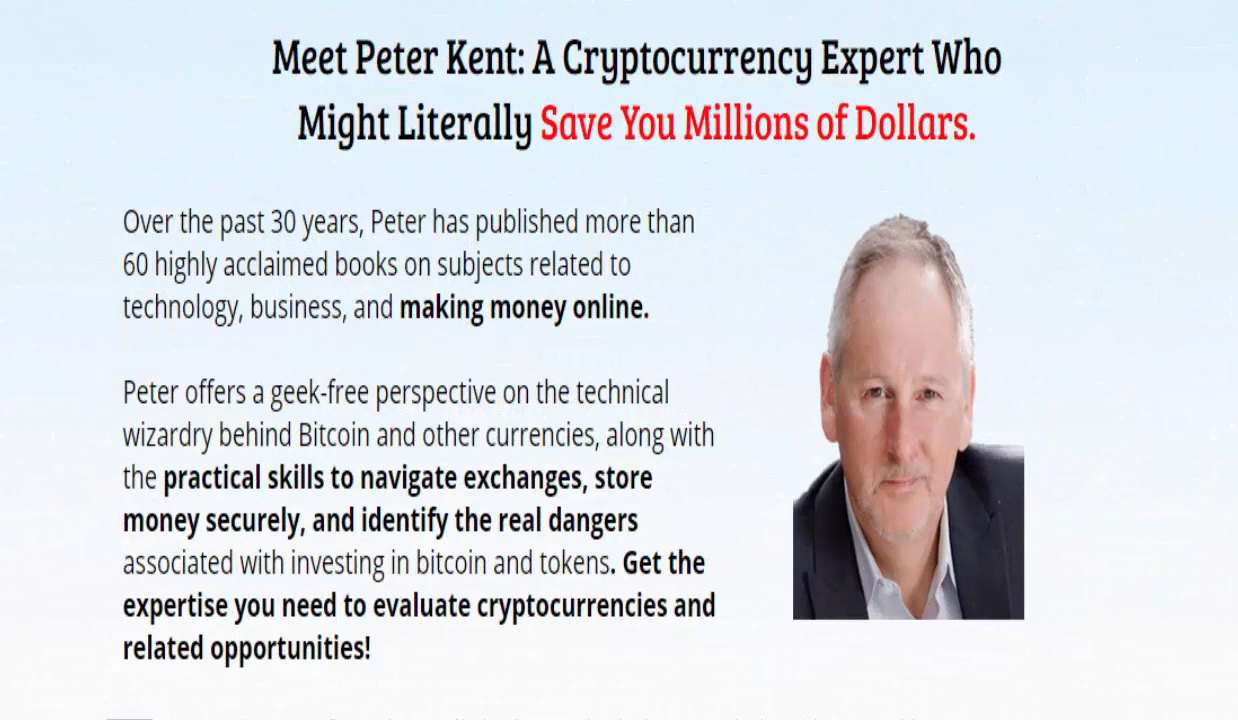 Meet Peter Kent: A Cryptocurrency Expert Who
Might Literally Save You Millions of Dollars.
Over the past 30 years, Peter has published more than
60 highly acclaimed books on subjects related to
technology, business, and making money online.
Peter offers a geek-free perspective on the technical
wizardry behind Bitcoin and other currencies, along with
the practical skills to navigate exchanges, store
money securely, and identify the real dangers
associated with investing in bitcoin and tokens. Get the
expertise you need to evaluate cryptocurrencies and
related opportunities!